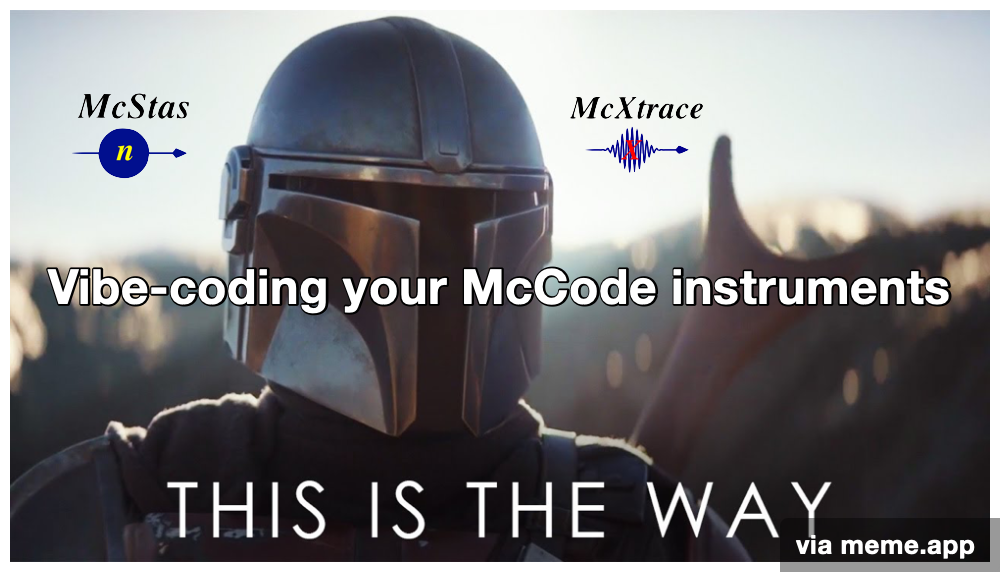 McStas
n
McXtrace
X
Vibe-coding your McCode instruments
THIS IS THE WAY
via meme.app